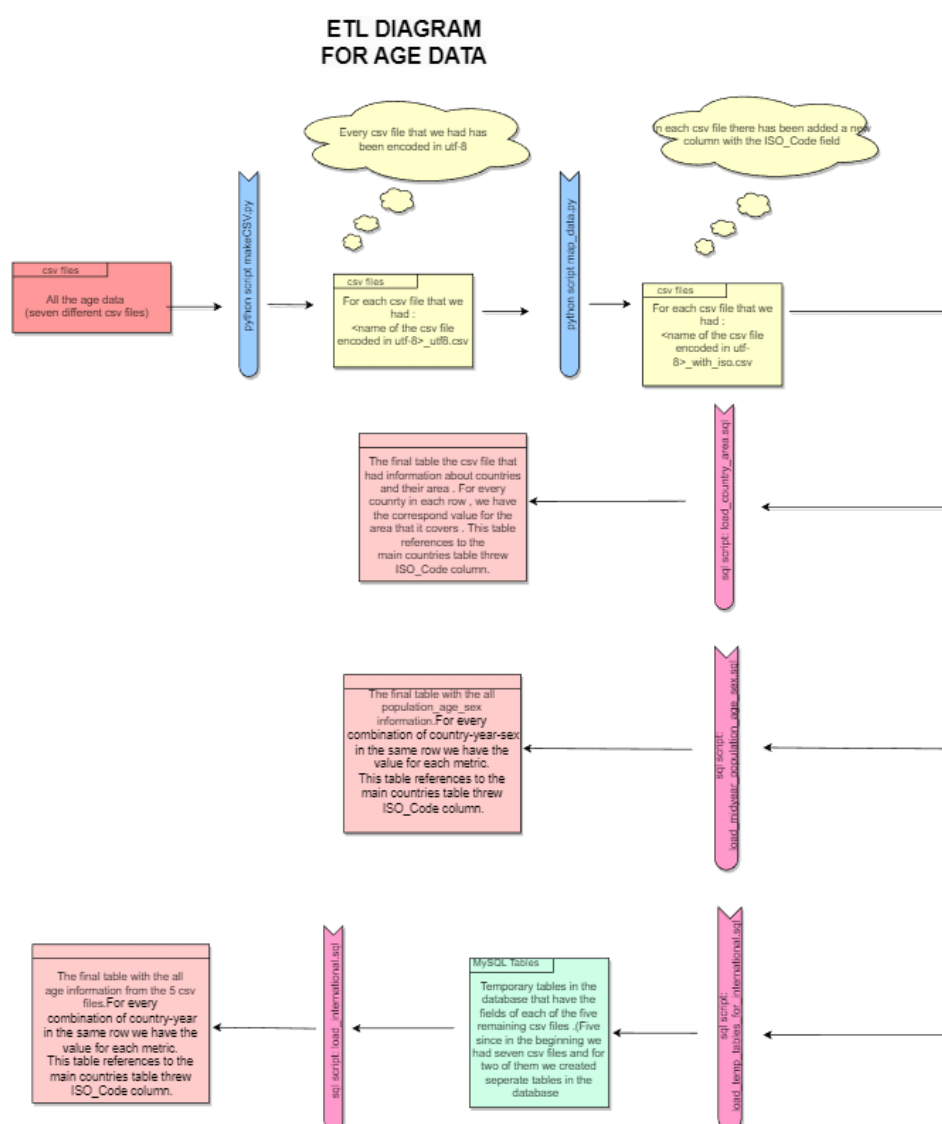 ETL DIAGRAM
FOR AGE DATA
Every csv file that we had has
been encoded in utf-8
n each csv file there has been added a new
column with the ISO_Code field
csv files
All the age data
(seven different csv files)
python script makeCSV.py
csv files
For each csv file that we
had :
<name of the csv file
encoded in utf-8>_utf8.csv
python script map_data.py
csv files
For each csv file that we
had :
<name of the csv file
encoded in utf-
8>_with_iso.csv
sql script: load_country_area.sql
The final table the csv file that
had information about countries
and their area . For every
counrty in each row , we have
the correspond value for the
area that it covers . This table
references to the
main countries table threw
ISO_Code column.
sql script:
load_midyear_population_age_sex.sql
The final table with the all
population_age_sex
information.For every
combination of country-year-sex
in the same row we have the
value for each metric.
This table references to the
main countries table threw
ISO_Code column.
sql script:
load_temp_tables_for_international.sql
MySQL Tables
Temporary tables in the
database that have the
fields of each of the five
remaining csv files .(Five
since in the beginning we
had seven csv files and for
two of them we created
seperate tables in the
database
sql script: load_international.sql
The final table with the all
age information from the 5 csv
files.For every
combination of country-year
in the same row we have the
value for each metric.
This table references to the
main countries table threw
ISO_Code column.